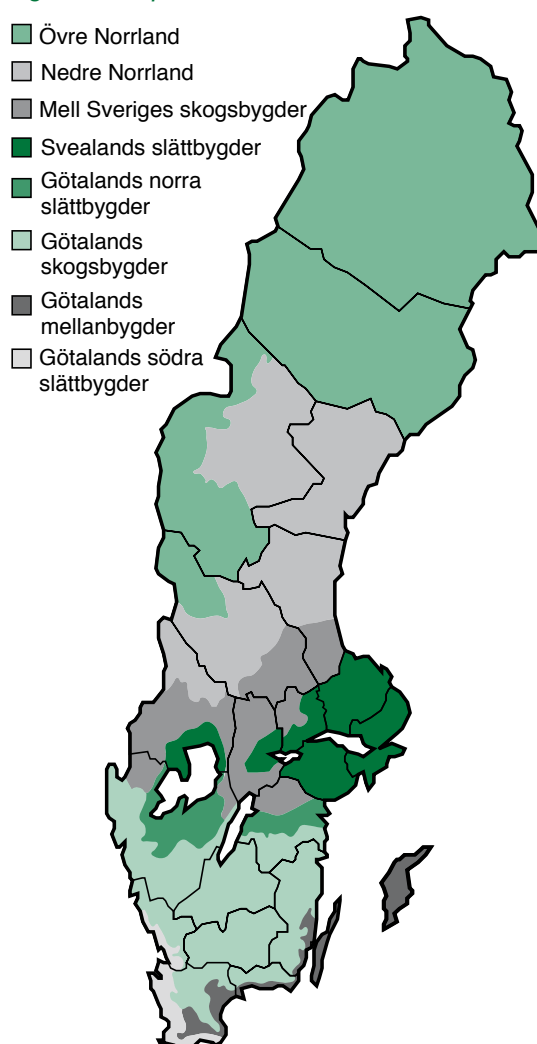 Övre Norrland
Nedre Norrland
Mell Sveriges skogsbygder
Svealands slättbygder
Götalands norra
slättbygder
Götalands
skogsbygder
Götalands
mellanbygder
Götalands södra
slättbygder